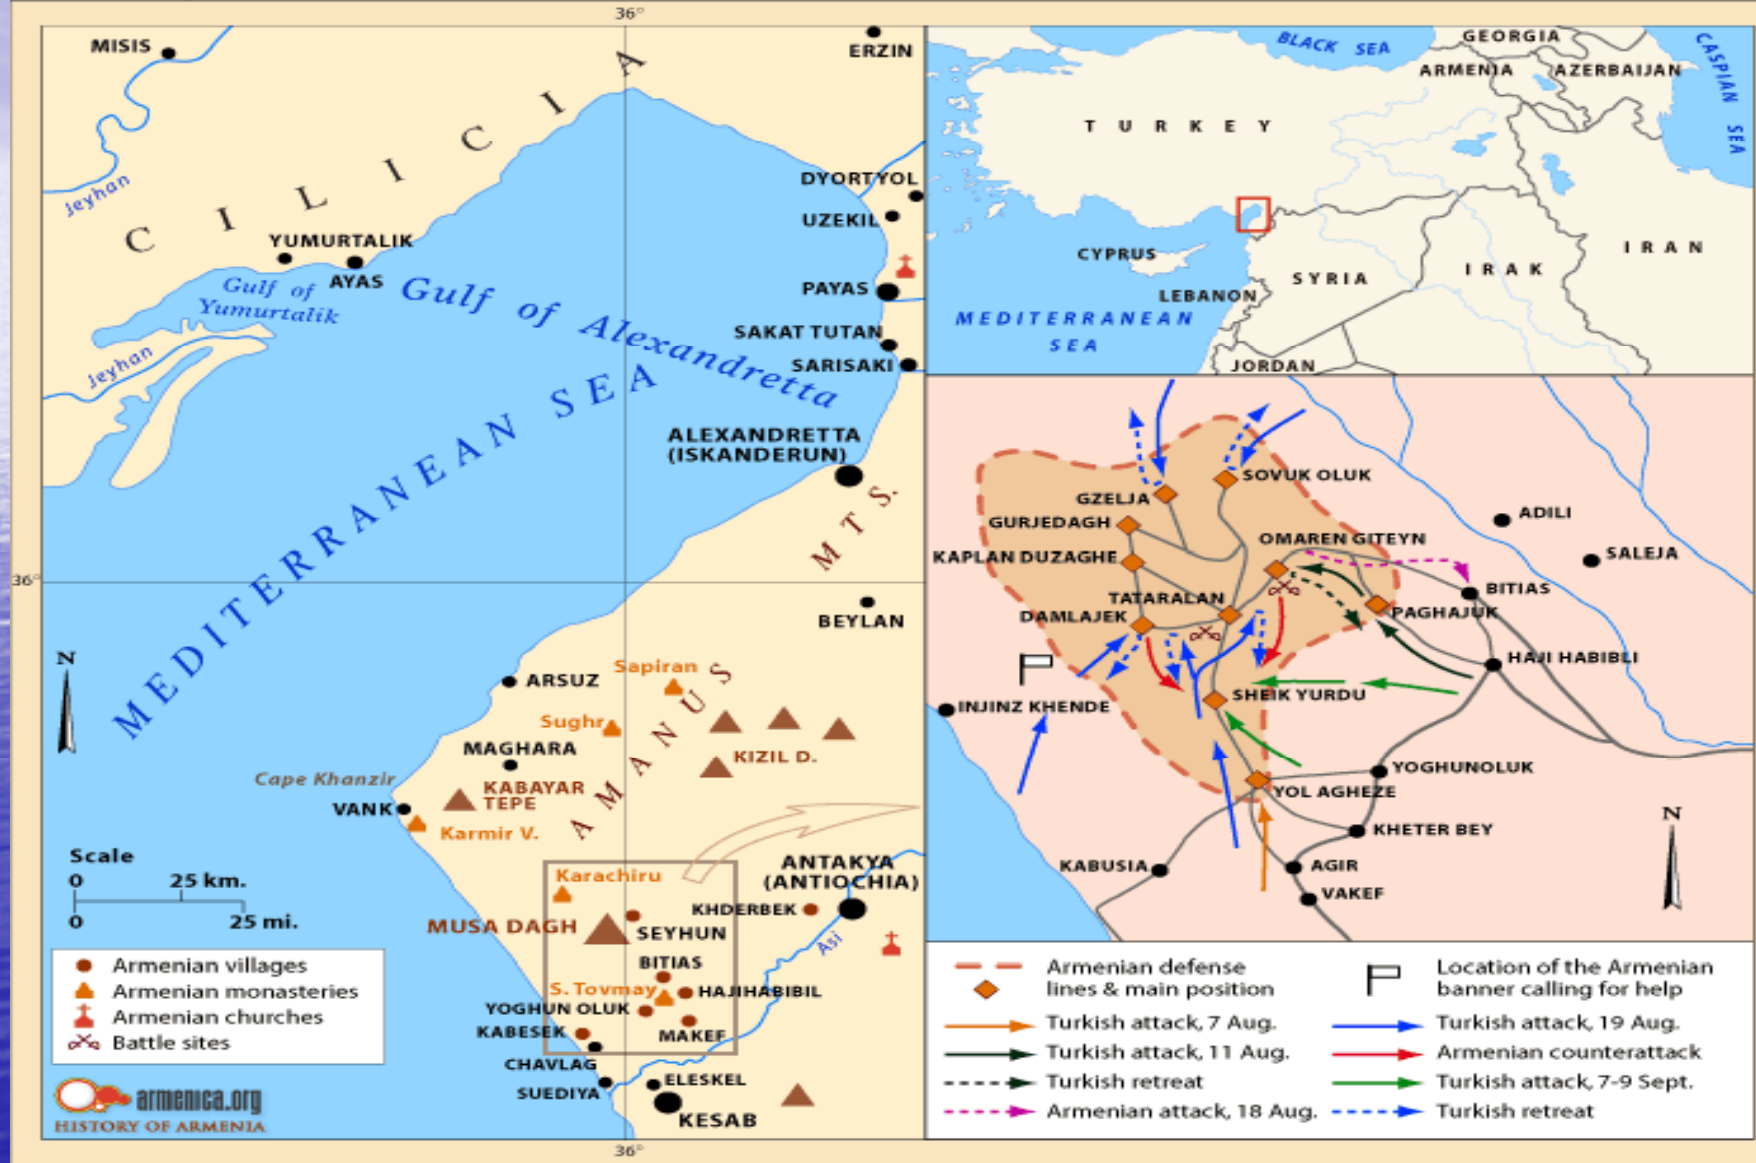 36°
MISIS
ERZIN
C I L I C I A
Jeyhan
DYORTYOL
UZEKIL
YUMURTALIK
AYAS
Gulf of
Yumurtalik
Gulf of Alexandretta
PAYAS
SAKAT TUTAN
SARISAKI
Jeyhan
MEDITERRANEAN SEA
ALEXANDRETTA
(ISKANDERUN)
AMANUS MTS.
36°
BEYLAN
N
ARSUZ
Sapiran
Sughr
MAGHARA
KIZIL D.
Cape Khanzir
KABAYAR
TEPE
VANK
Karmir V.
Scale
0 25 km.
0 25 mi.
ANTAKYA
(ANTIOCHIA)
Karachiru
KHDERBEK
MUSA DAGH
SEYHUN
Asi
BITIAS
S. Tovmay
HAJIHABIBIL
YOGHUN OLUK
KABESEK
MAKEF
CHAVLAG
SUEDIYA
ELESKEL
KESAB
36°
Armenian villages
Armenian monasteries
Armenian churches
Battle sites
armenica.org
HISTORY OF ARMENIA
BLACK SEA
GEORGIA
ARMENIA
AZERBAIJAN
CASPIAN SEA
TURKEY
CYPRUS
SYRIA
IRAK
IRAN
LEBANON
MEDITERRANEAN
SEA
JORDAN
SOVUK OLUK
GZELJA
GURJEDAGH
ADILI
OMAREN GITEYN
KAPLAN DUZAGHE
SALEJA
BITIAS
TATARALAN
PAGHAJUK
DAMLAJEK
HAJI HABIBLI
SHEIK YURDU
INJINZ KHENDE
YOGHUNOLUK
YOL AGHEZE
N
KHETER BEY
KABUSIA
AGIR
VAKEF
Armenian defense
lines & main position
Turkish attack, 7 Aug.
Turkish attack, 11 Aug.
Turkish retreat
Armenian attack, 18 Aug.
Location of the Armenian
banner calling for help
Turkish attack, 19 Aug.
Armenian counterattack
Turkish attack, 7-9 Sept.
Turkish retreat